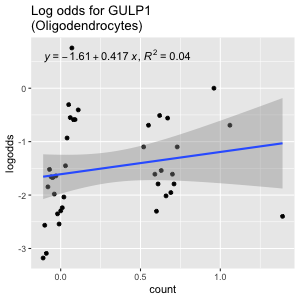 Log odds for GULP1
(Oligodendrocytes)
y = −1.61 + 0.417 x, R² = 0.04
0
-1
-2
-3
logodds
0.0 0.5 1.0
count